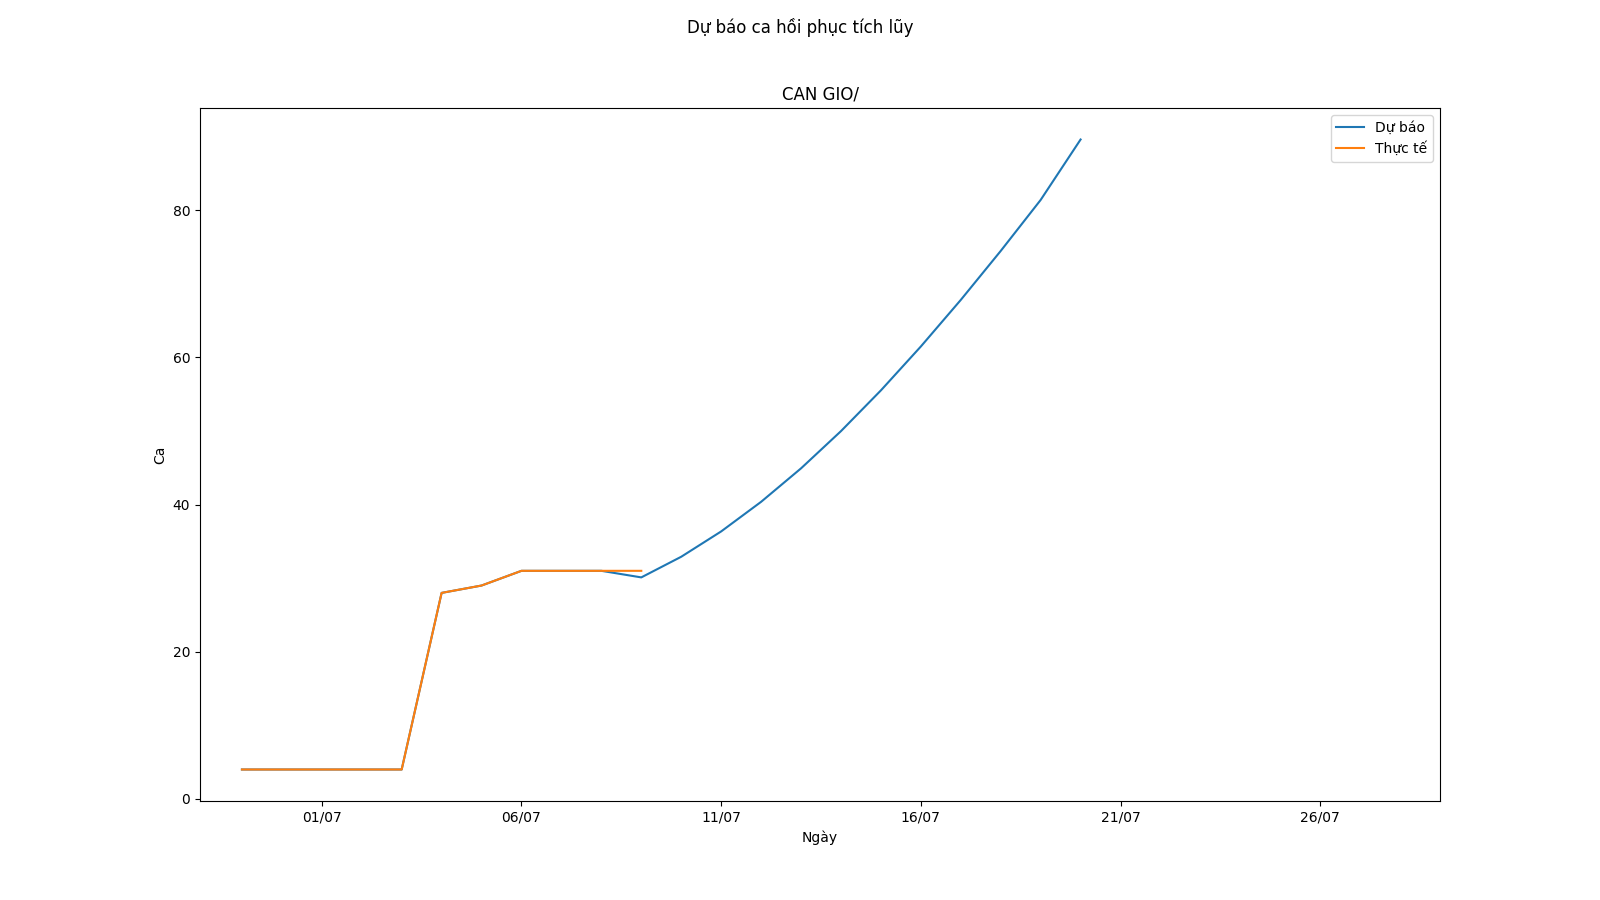 Dự báo ca hồi phục tích lũy
CAN GIO/
Dự báo
Thực tế
80
60
40
20
0
Ca
01/07
06/07
11/07
16/07
21/07
26/07
Ngày